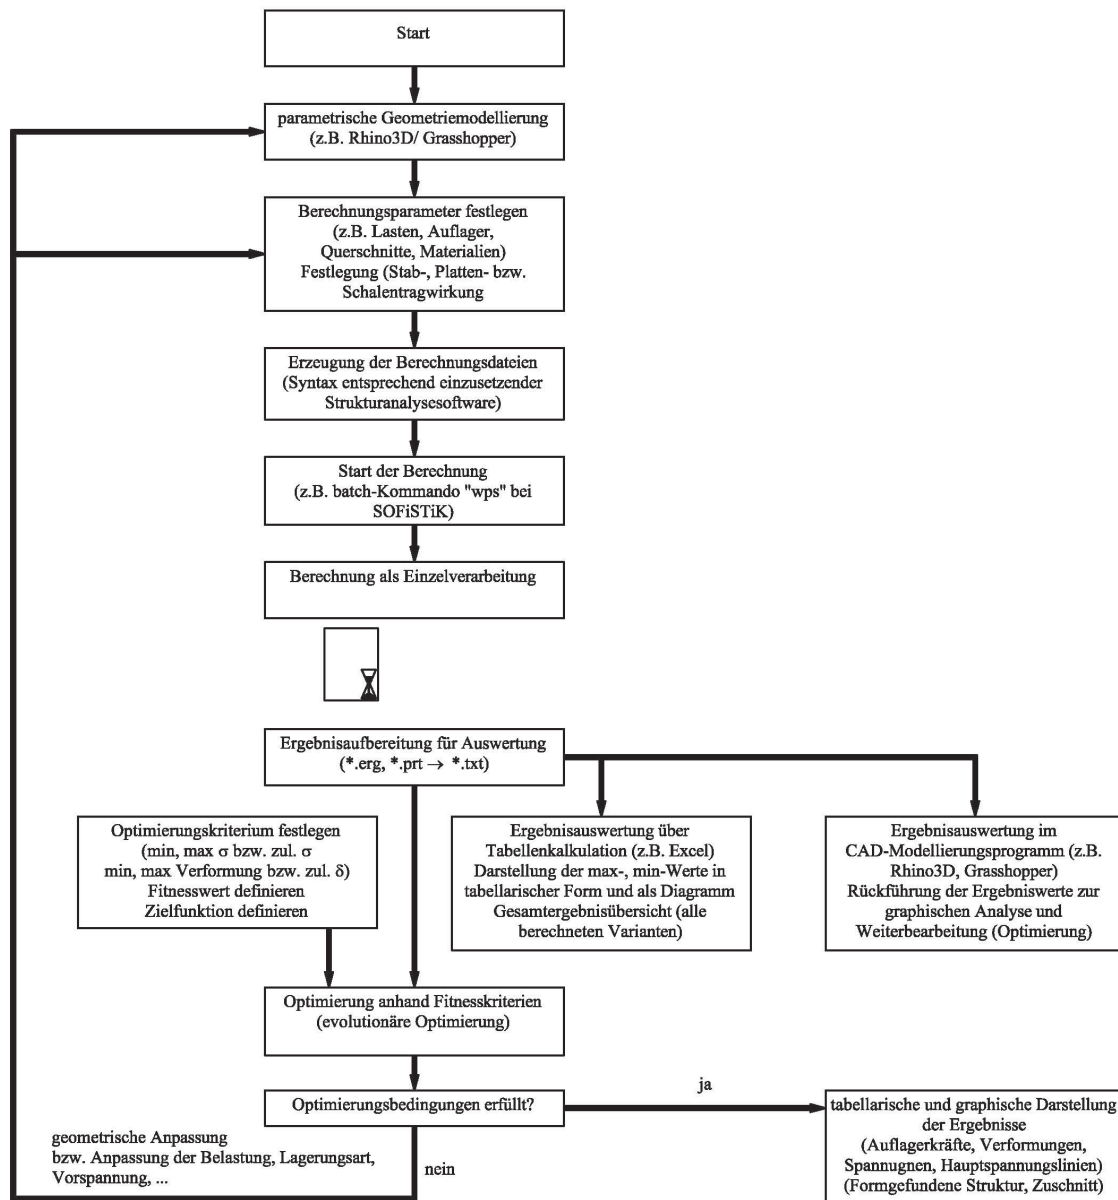 Start
parametrische Geometriemodellierung
(z.B. Rhino3D/ Grasshopper)
Berechnungsparameter festlegen
(z.B. Lasten, Auflager,
Querschnitte, Materialien)
Festlegung (Stab-, Platten- bzw.
Schalentragwirkung
Erzeugung der Berechnungsdateien
(Syntax entsprechend einzusetzender
Strukturanalysesoftware)
Start der Berechnung
(z.B. batch-Kommando "wps" bei
SOFiSTiK)
Berechnung als Einzelverarbeitung
Ergebnisaufbereitung für Auswertung
(*.erg, *.prt → *.txt)
Optimierungskriterium festlegen
(min, max σ bzw. zul. σ
min, max Verformung bzw. zul. δ)
Fitnesswert definieren
Zielfunktion definieren
Ergebnisauswertung über
Tabellenkalkulation (z.B. Excel)
Darstellung der max-, min-Werte in
tabellarischer Form und als Diagramm
Gesamtergebnisübersicht (alle
berechneten Varianten)
Ergebnisauswertung im
CAD-Modellierungsprogramm (z.B.
Rhino3D, Grasshopper)
Rückführung der Ergebniswerte zur
graphischen Analyse und
Weiterbearbeitung (Optimierung)
Optimierung anhand Fitnesskriterien
(evolutionäre Optimierung)
Optimierungsbedingungen erfüllt?
ja
tabellarische und graphische Darstellung
der Ergebnisse
(Auflagerkräfte, Verformungen,
Spannugnen, Hauptspannungslinien)
(Formgefundene Struktur, Zuschnitt)
geometrische Anpassung
bzw. Anpassung der Belastung, Lagerungsart,
Vorspannung, ...
nein